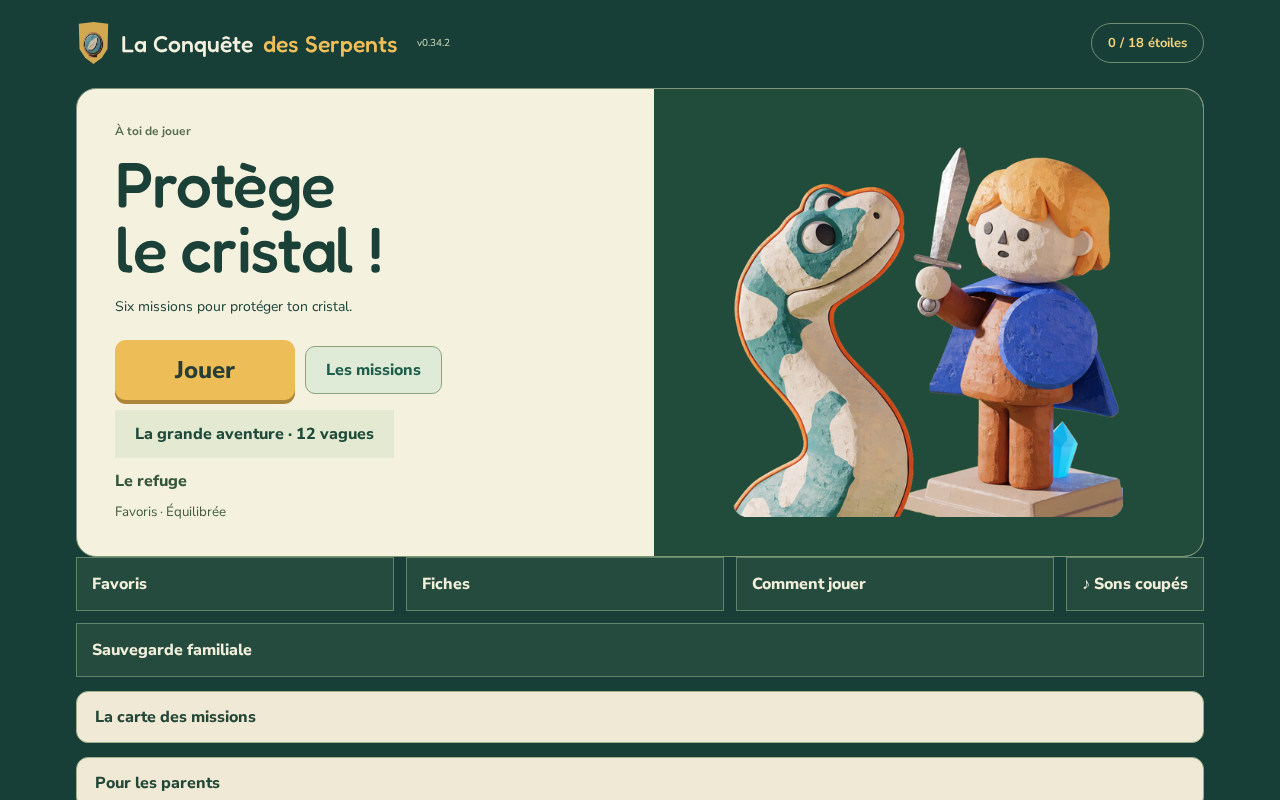 La Conquête des Serpents v0.34.2
0 / 18 étoiles
À toi de jouer
Protège
le cristal !
Six missions pour protéger ton cristal.
Jouer
Les missions
La grande aventure · 12 vagues
Le refuge
Favoris · Équilibrée
Favoris
Fiches
Comment jouer
♪ Sons coupés
Sauvegarde familiale
La carte des missions
Pour les parents